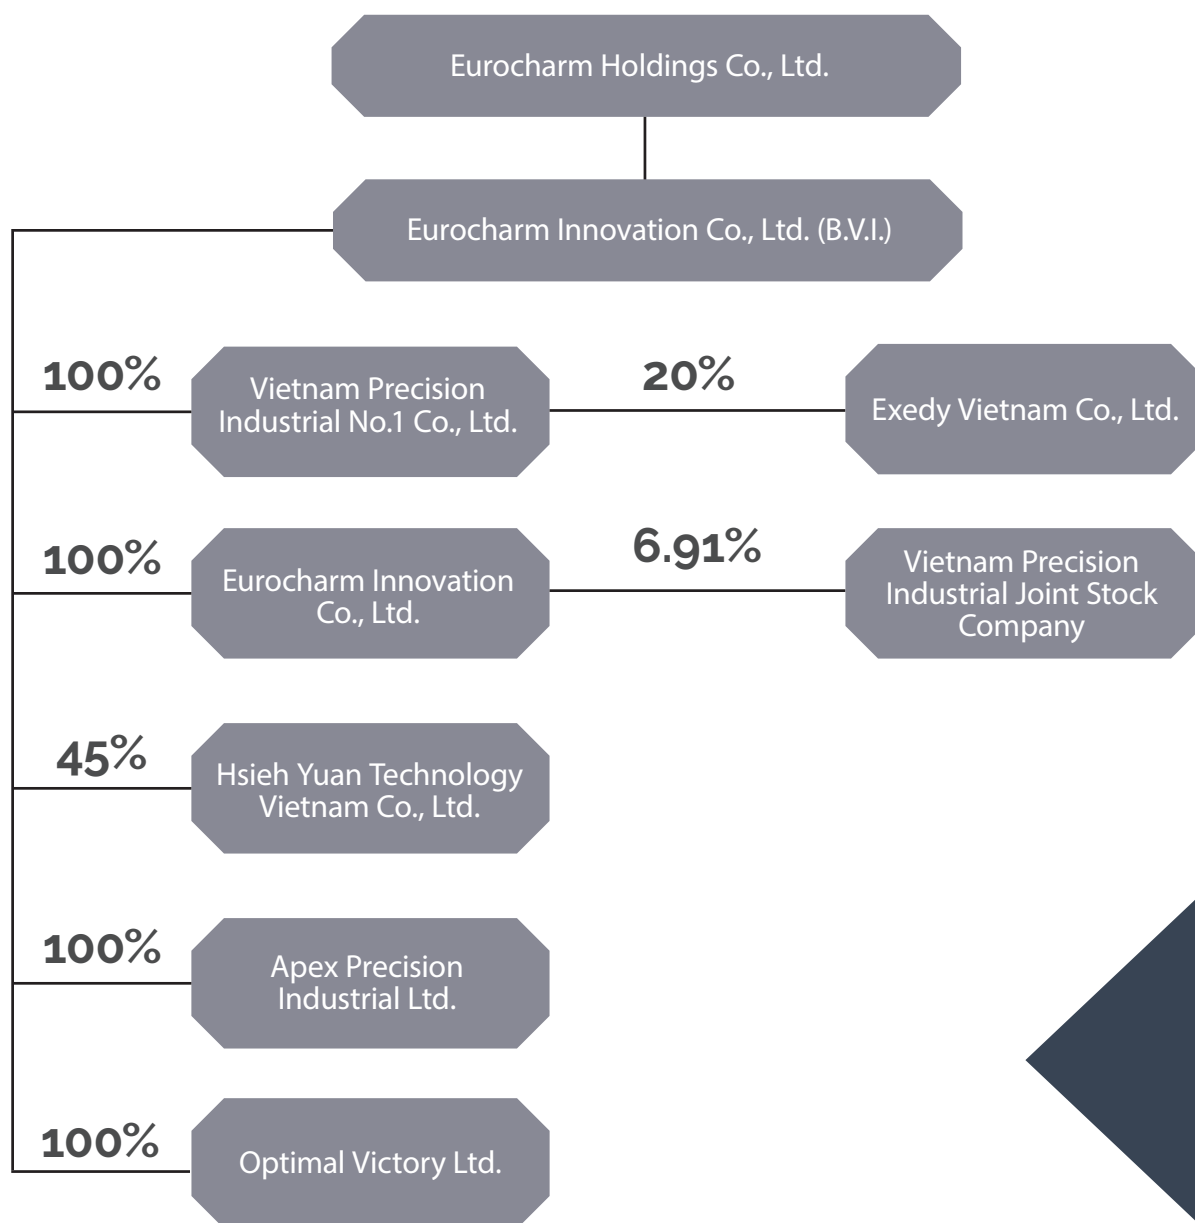 Eurocharm Holdings Co., Ltd.
Eurocharm Innovation Co., Ltd. (B.V.I.)
100%
Vietnam Precision
Industrial No.1 Co., Ltd.
20%
Exedy Vietnam Co., Ltd.
100%
Eurocharm Innovation
Co., Ltd.
6.91%
Vietnam Precision
Industrial Joint Stock
Company
45%
Hsieh Yuan Technology
Vietnam Co., Ltd.
100%
Apex Precision
Industrial Ltd.
100%
Optimal Victory Ltd.